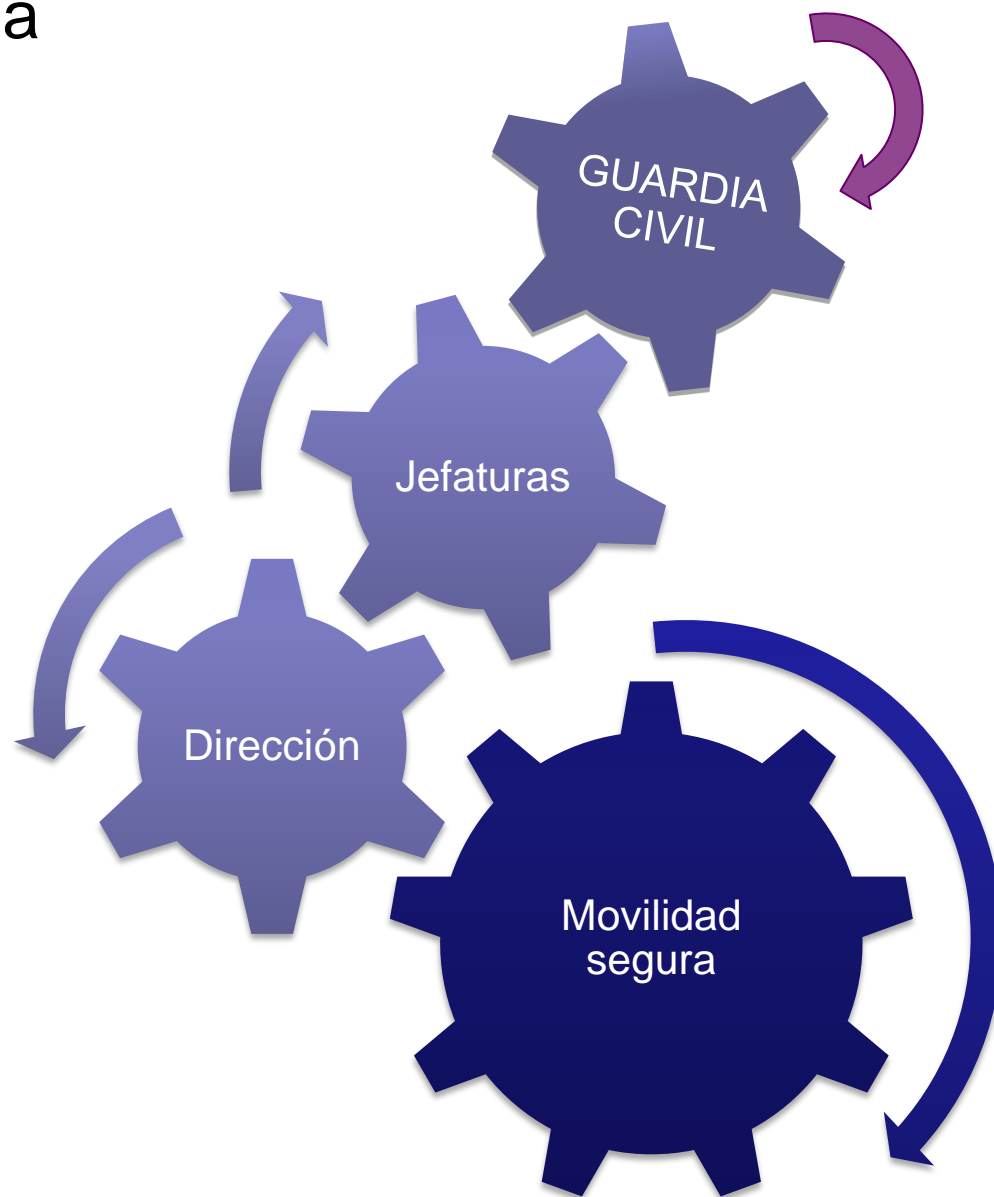 a
GUARDIA
CIVIL
Jefaturas
Dirección
Movilidad
segura